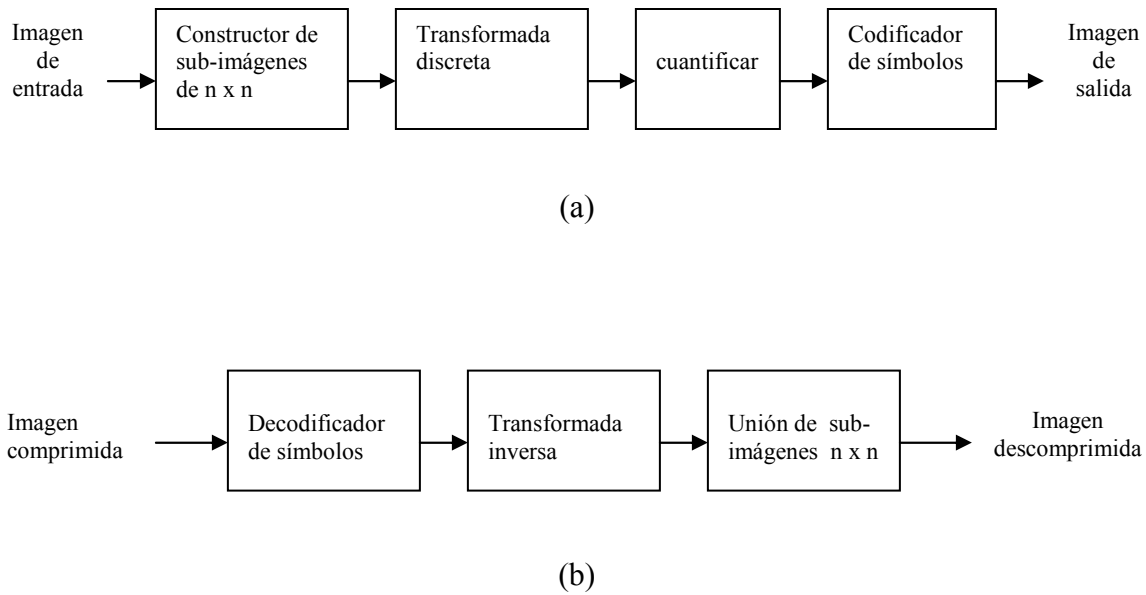 Imagen
de
entrada
Constructor de
sub-imágenes
de n x n
Transformada
discreta
cuantificar
Codificador
de símbolos
Imagen
de
salida
(a)
Imagen
comprimida
Decodificador
de símbolos
Transformada
inversa
Unión de sub-
imágenes n x n
Imagen
descomprimida
(b)